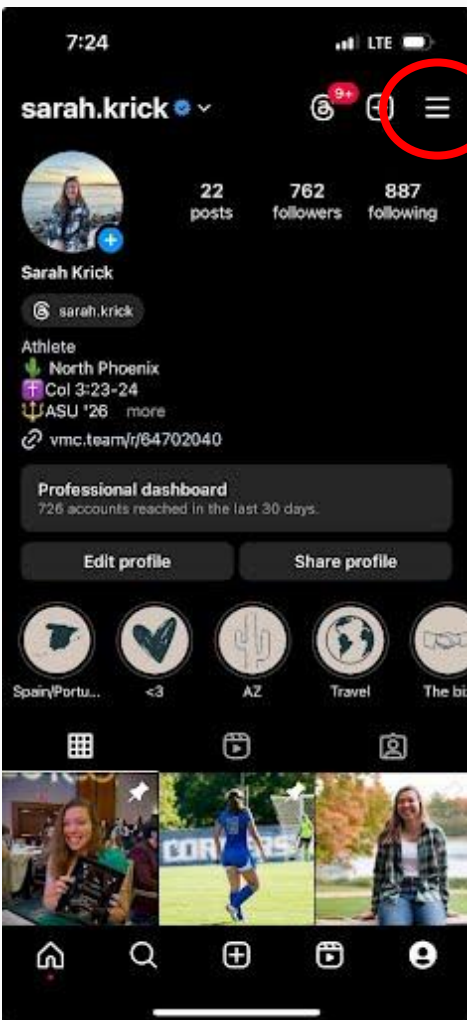 7:24
LTE
sarah.krick
9+
22 762 887
posts followers following
Sarah Krick
sarah.krick
Athlete
North Phoenix
Col 3:23-24
ASU '26 more
vmc.team/r/64702040
Professional dashboard
726 accounts reached in the last 30 days.
Edit profile Share profile
Spain/Portu... <3 AZ Travel The bi